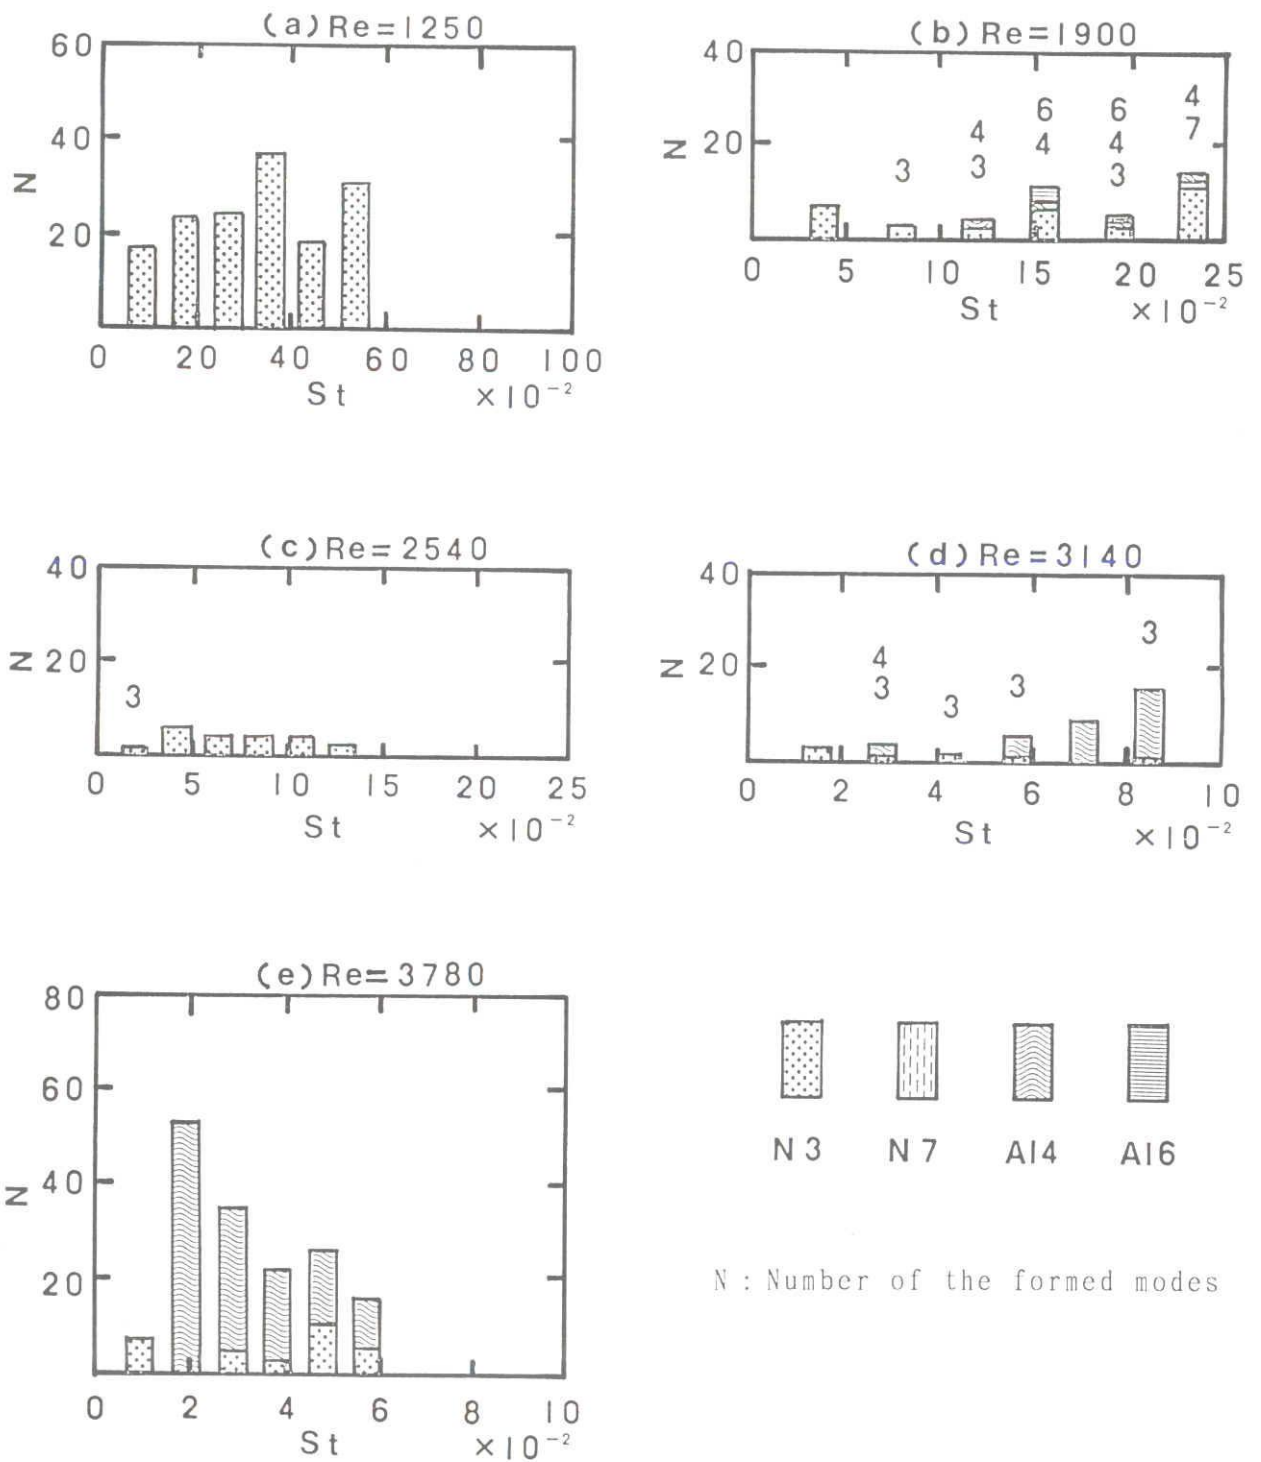 (a) Re=1250
60
40
20
N
0 20 40 60 80 100
St ×10⁻²
(b) Re=1900
40
20
N
3
4
3
6
4
6
4
3
4
7
0 5 10 15 20 25
St ×10⁻²
(c) Re=2540
40
20
N
3
0 5 10 15 20 25
St ×10⁻²
(d) Re=3140
40
20
N
4
3
3
3
3
0 2 4 6 8 10
St ×10⁻²
(e) Re=3780
80
60
40
20
N
0 2 4 6 8 10
St ×10⁻²
N3 N7 A14 A16
N : Number of the formed modes